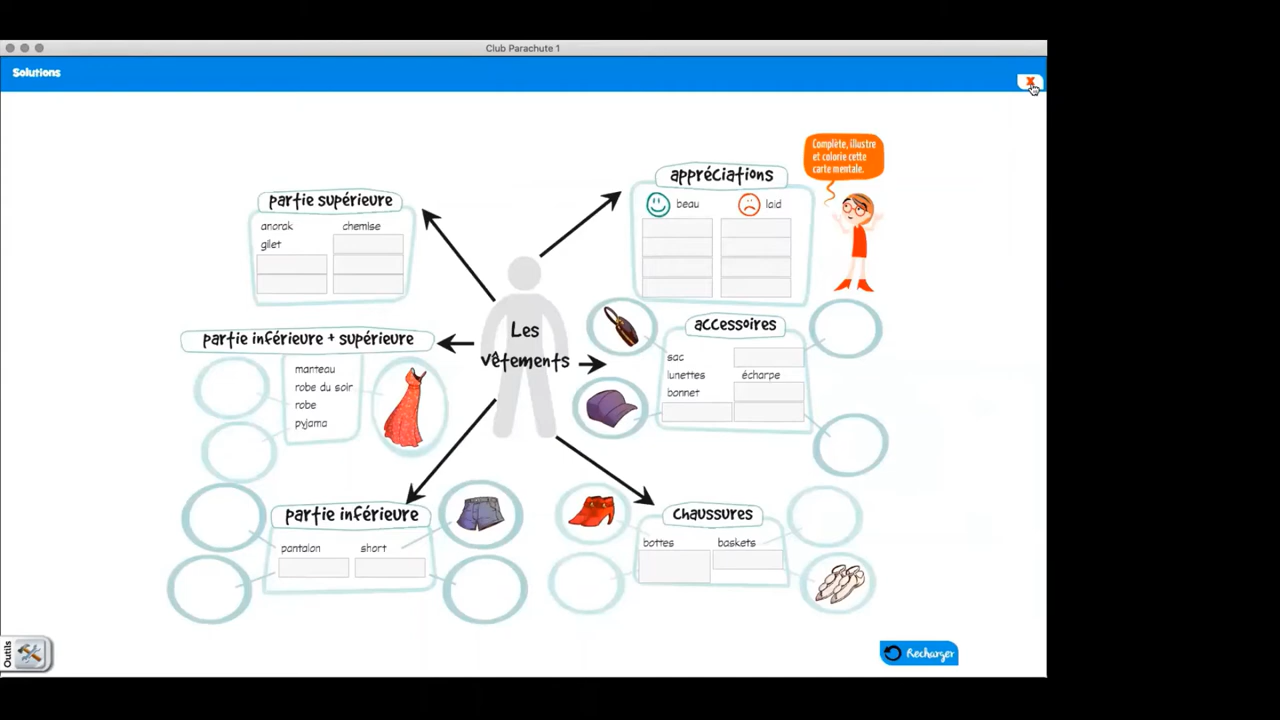 Club Parachute 1
Solutions
Complète, illustre
et colorie cette
carte mentale.
appréciations
beau laid
partie supérieure
anorak chemise
gilet
Les
vêtements
accessoires
sac
lunettes écharpe
bonnet
partie inférieure + supérieure
manteau
robe du soir
robe
pyjama
partie inférieure
pantalon short
chaussures
bottes baskets
Outils
Recharger